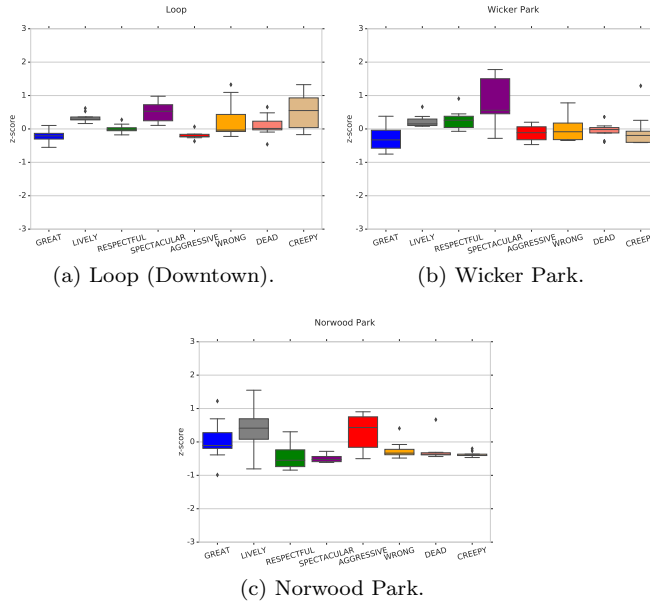 Loop
3
2
1
0
-1
-2
-3
z-score
GREAT LIVELY RESPECTFUL SPECTACULAR AGGRESSIVE WRONG DEAD CREEPY
(a) Loop (Downtown).
Wicker Park
3
2
1
0
-1
-2
-3
z-score
GREAT LIVELY RESPECTFUL SPECTACULAR AGGRESSIVE WRONG DEAD CREEP
(b) Wicker Park.
Norwood Park
3
2
1
0
-1
-2
-3
z-score
GREAT LIVELY RESPECTFUL SPECTACULAR AGGRESSIVE WRONG DEAD CREEPY
(c) Norwood Park.